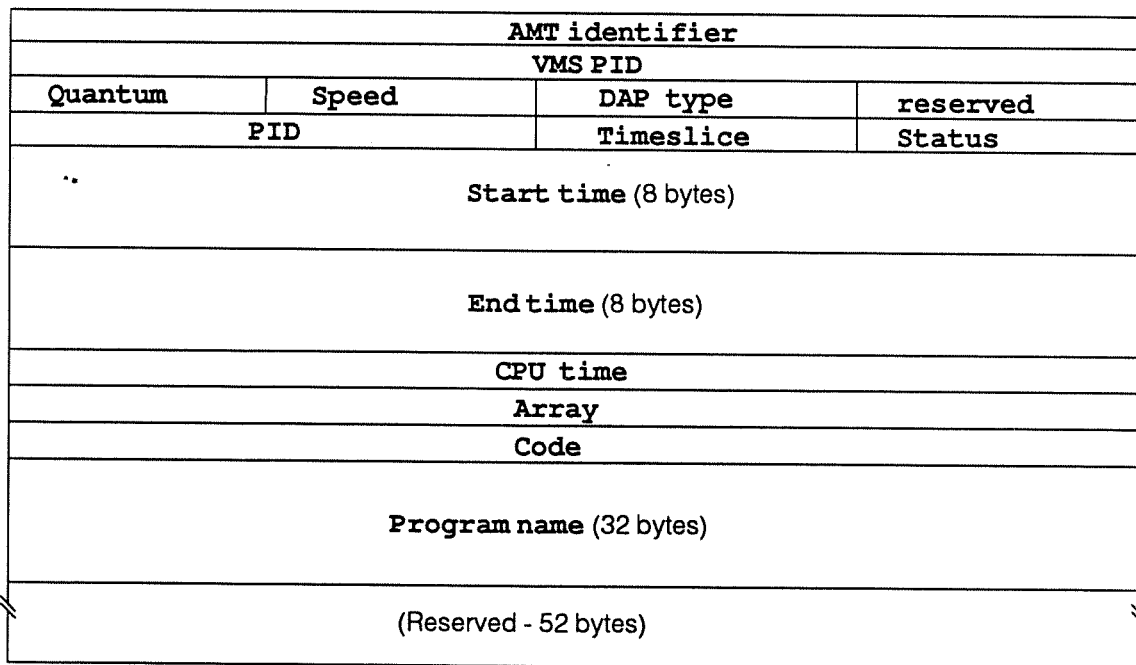 AMT identifier
VMS PID
Quantum Speed DAP type reserved
PID Timeslice Status
Start time (8 bytes)
End time (8 bytes)
CPU time
Array
Code
Program name (32 bytes)
(Reserved - 52 bytes)